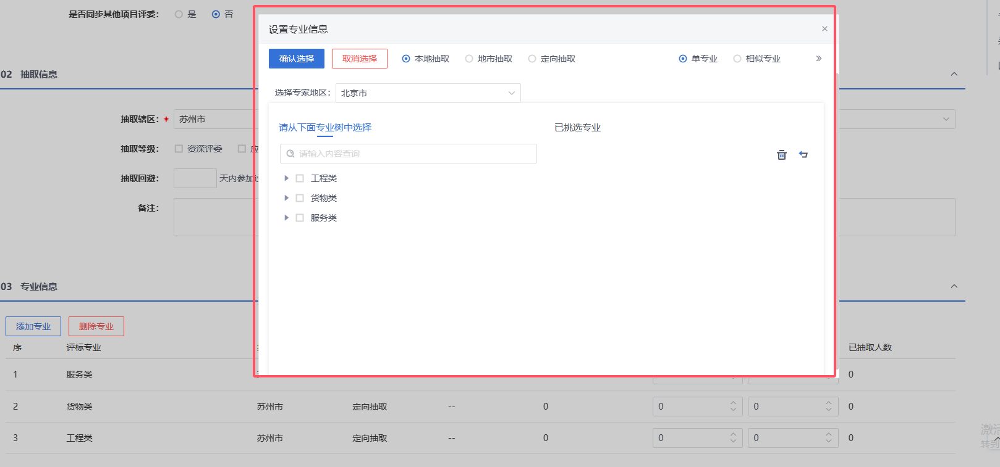 是否同步其他项目评委： 是 否
设置专业信息
确认选择 取消选择 本地抽取 地市抽取 定向抽取 单专业 相似专业
02 抽取信息
选择专家地区： 北京市
抽取辖区：* 苏州市
请从下面专业树中选择 已挑选专业
抽取等级： 资深评委
请输入内容查询
抽取回避： 天内参加
工程类
货物类
备注：
服务类
03 专业信息
添加专业 删除专业
序 评标专业 已抽取人数
1 服务类 0
2 货物类 苏州市 定向抽取 -- 0 0 0 0
3 工程类 苏州市 定向抽取 -- 0 0 0 0
激活
转到